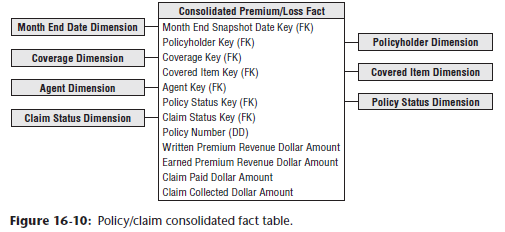 Consolidated Premium/Loss Fact
Month End Date Dimension
Month End Snapshot Date Key (FK)
Policyholder Key (FK)
Policyholder Dimension
Coverage Dimension
Coverage Key (FK)
Covered Item Key (FK)
Covered Item Dimension
Agent Dimension
Agent Key (FK)
Policy Status Key (FK)
Policy Status Dimension
Claim Status Dimension
Claim Status Key (FK)
Policy Number (DD)
Written Premium Revenue Dollar Amount
Earned Premium Revenue Dollar Amount
Claim Paid Dollar Amount
Claim Collected Dollar Amount
Figure 16-10: Policy/claim consolidated fact table.